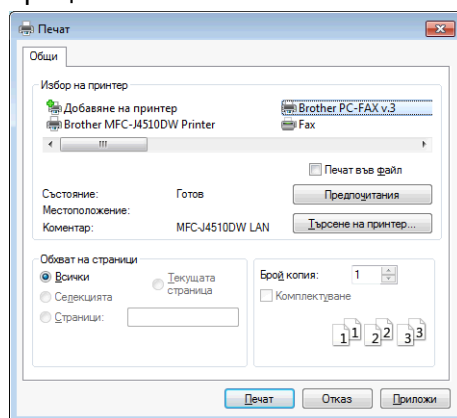 Печат
Общи
Избор на принтер
Добавяне на принтер
Brother PC-FAX v.3
Brother MFC-J4510DW Printer
Fax
Печат във файл
Състояние: Готов
Предпочитания
Местоположение:
Коментар: MFC-J4510DW LAN
Търсене на принтер...
Обхват на страници
Всички
Текущата страница
Селекцията
Страници:
Брой копия: 1
Комплектуване
1 1 2 2 3 3
Печат
Отказ
Приложи